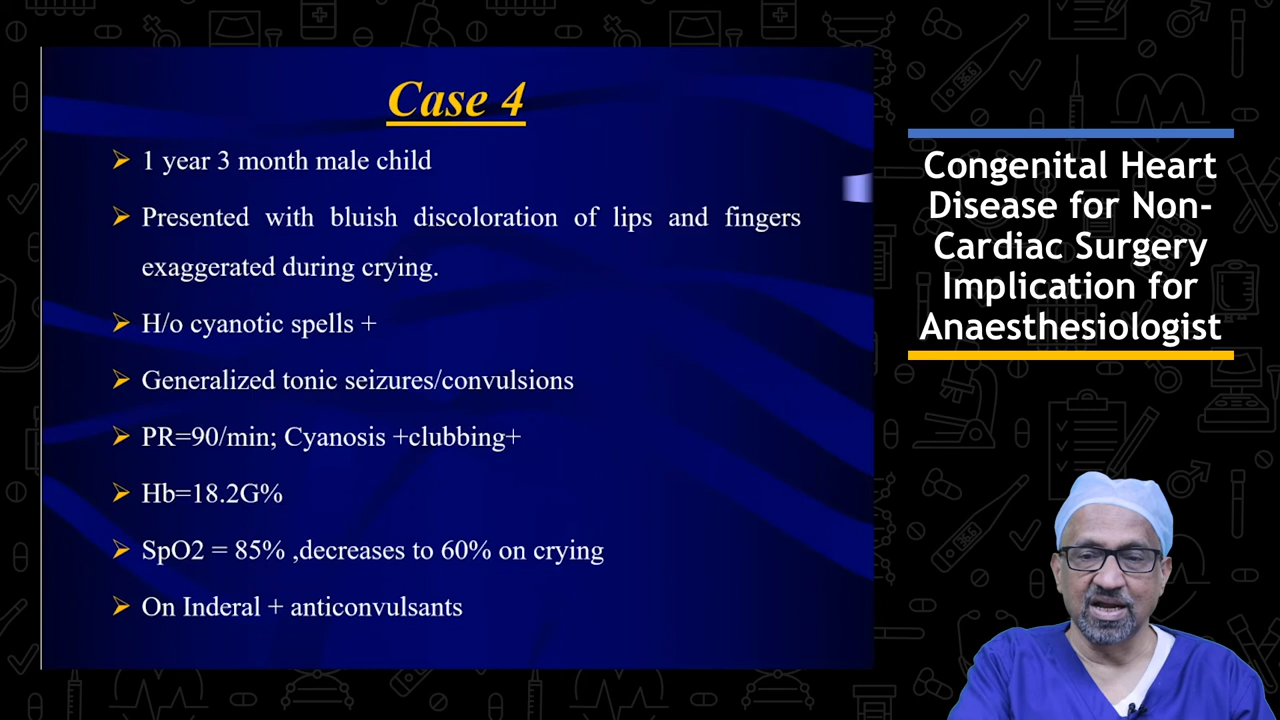 Case 4
➢ 1 year 3 month male child
➢ Presented with bluish discoloration of lips and fingers
exaggerated during crying.
➢ H/o cyanotic spells +
➢ Generalized tonic seizures/convulsions
➢ PR=90/min; Cyanosis +clubbing+
➢ Hb=18.2G%
➢ SpO2 = 85% ,decreases to 60% on crying
➢ On Inderal + anticonvulsants
Congenital Heart
Disease for Non-
Cardiac Surgery
Implication for
Anaesthesiologist